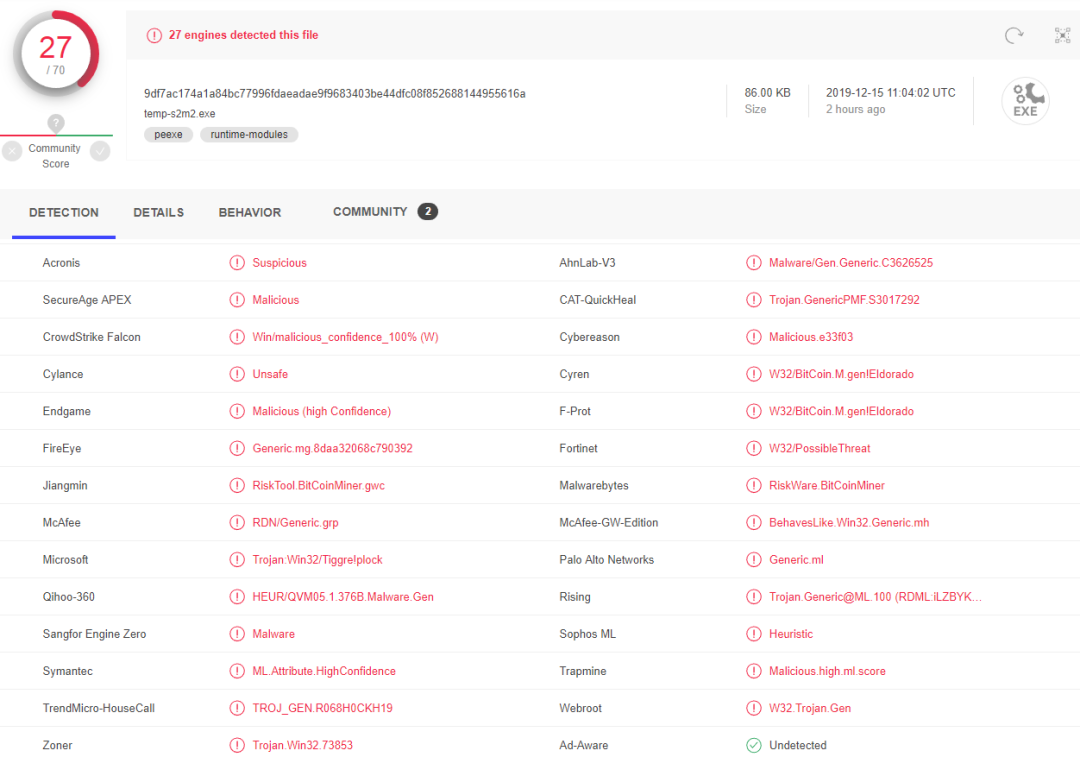 27
/ 70
27 engines detected this file
9df7ac174a1a84bc77996fdaeadae9f9683403be44dfc08f852688144955616a
temp-s2m2.exe
peexe runtime-modules
86.00 KB
Size
2019-12-15 11:04:02 UTC
2 hours ago
EXE
?
Community
Score
DETECTION DETAILS BEHAVIOR COMMUNITY 2
Acronis Suspicious AhnLab-V3 Malware/Gen.Generic.C3626525
SecureAge APEX Malicious CAT-QuickHeal Trojan.GenericPMF.S3017292
CrowdStrike Falcon Win/malicious_confidence_100% (W) Cybereason Malicious.e33f03
Cylance Unsafe Cyren W32/BitCoin.M.gen!Eldorado
Endgame Malicious (high Confidence) F-Prot W32/BitCoin.M.gen!Eldorado
FireEye Generic.mg.8daa32068c790392 Fortinet W32/PossibleThreat
Jiangmin RiskTool.BitCoinMiner.gwc Malwarebytes RiskWare.BitCoinMiner
McAfee RDN/Generic.grp McAfee-GW-Edition BehavesLike.Win32.Generic.mh
Microsoft Trojan:Win32/Tiggre!plock Palo Alto Networks Generic.ml
Qihoo-360 HEUR/QVM05.1.376B.Malware.Gen Rising Trojan.Generic@ML.100 (RDML:iLZBYK…
Sangfor Engine Zero Malware Sophos ML Heuristic
Symantec ML.Attribute.HighConfidence Trapmine Malicious.high.ml.score
TrendMicro-HouseCall TROJ_GEN.R068H0CKH19 Webroot W32.Trojan.Gen
Zoner Trojan.Win32.73853 Ad-Aware Undetected